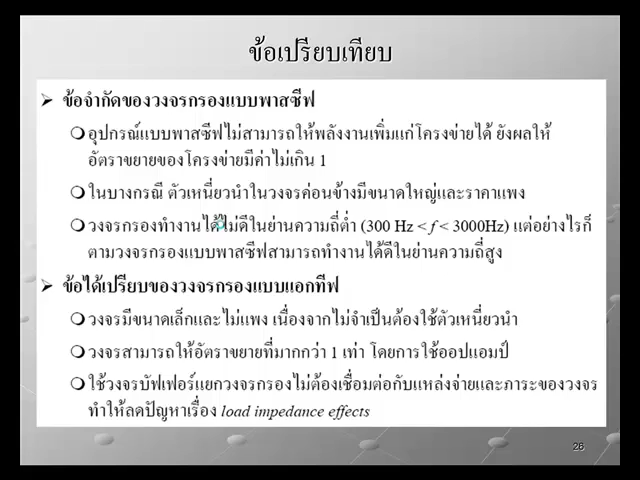 ข้อเปรียบเทียบ
ข้อจำกัดของวงจรกรองแบบพาสซีฟ
อุปกรณ์แบบพาสซีฟไม่สามารถให้พลังงานเพิ่มแก่โครงข่ายได้ ยังผลให้
อัตราขยายของโครงข่ายมีค่าไม่เกิน 1
ในบางกรณี ตัวเหนี่ยวนำในวงจรค่อนข้างมีขนาดใหญ่และราคาแพง
วงจรกรองทำงานได้ไม่ดีในย่านความถี่ต่ำ (300 Hz < f < 3000Hz) แต่อย่างไรก็
ตามวงจรกรองแบบพาสซีฟสามารถทำงานได้ดีในย่านความถี่สูง
ข้อได้เปรียบของวงจรกรองแบบแอกทีฟ
วงจรมีขนาดเล็กและไม่แพง เนื่องจากไม่จำเป็นต้องใช้ตัวเหนี่ยวนำ
วงจรสามารถให้อัตราขยายที่มากกว่า 1 เท่า โดยการใช้ออปแอมป์
ใช้วงจรบัฟเฟอร์แยกวงจรกรองไม่ต้องเชื่อมต่อกับแหล่งจ่ายและภาระของวงจร
ทำให้ลดปัญหาเรื่อง load impedance effects
26